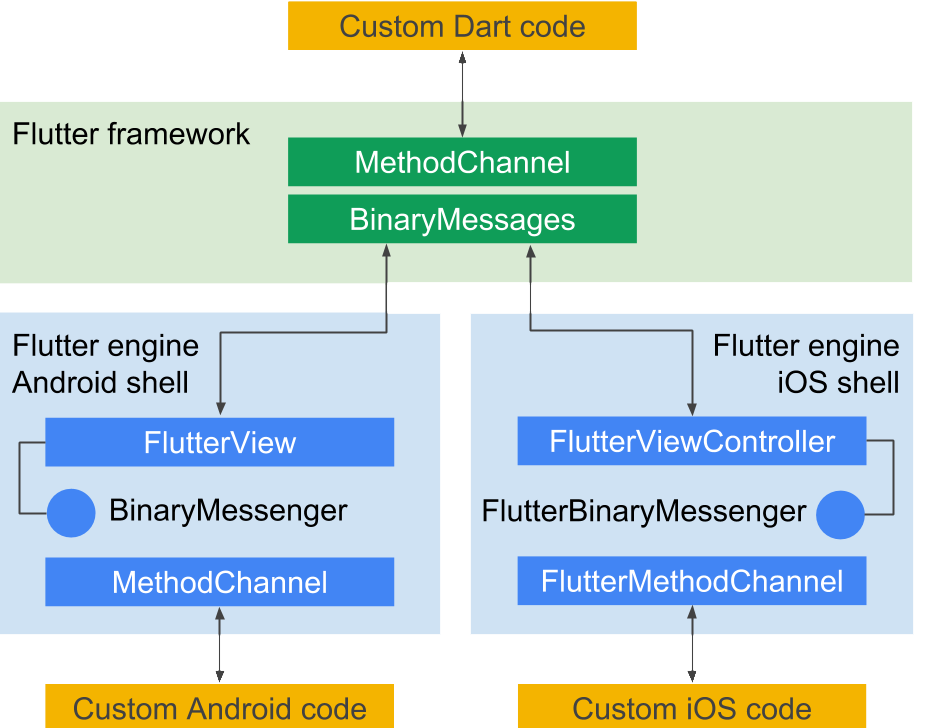 Custom Dart code
Flutter framework
MethodChannel
BinaryMessages
Flutter engine
Android shell
FlutterView
BinaryMessenger
MethodChannel
Custom Android code
Flutter engine
iOS shell
FlutterViewController
FlutterBinaryMessenger
FlutterMethodChannel
Custom iOS code